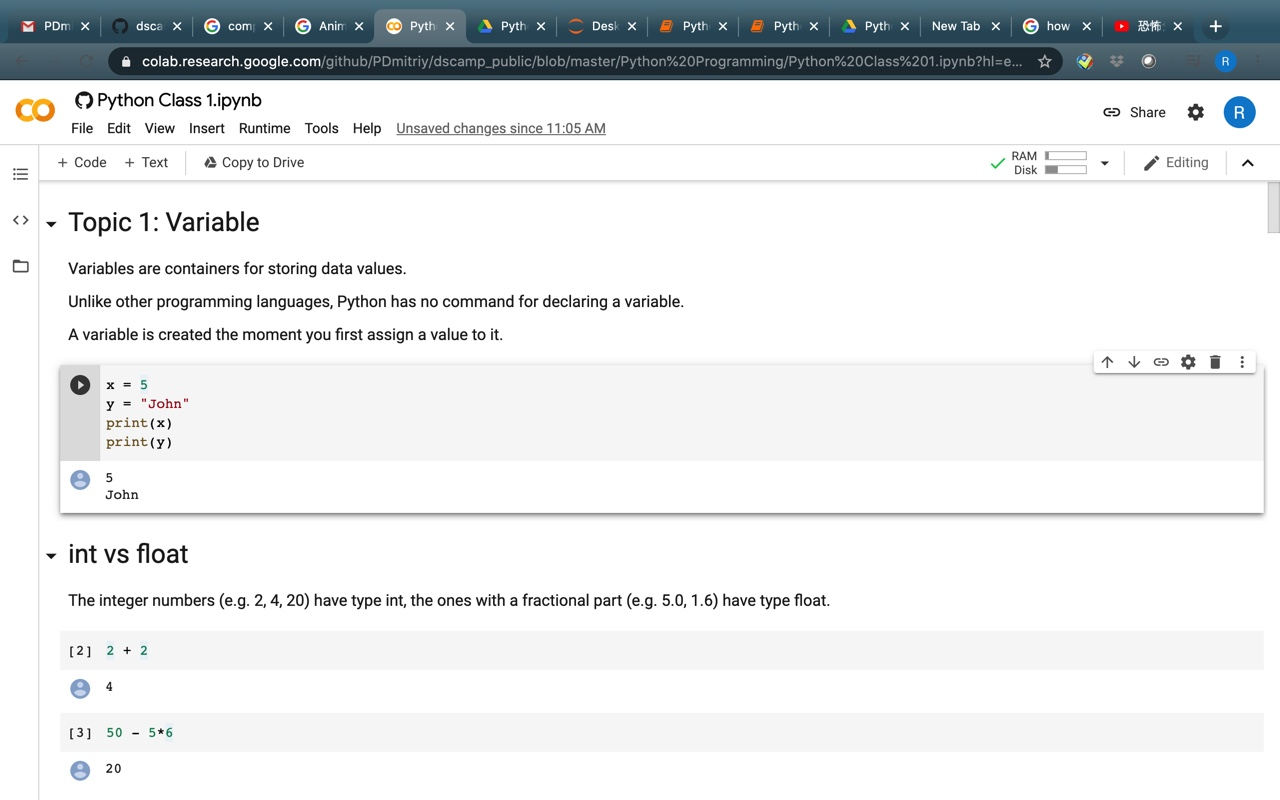 PDm dsca com Anim Pyth Pyth Desk Pyth Pyth Pyth New Tab how 恐怖
colab.research.google.com/github/PDmitriy/dscamp_public/blob/master/Python%20Programming/Python%20Class%201.ipynb?hl=e... R
Python Class 1.ipynb
File Edit View Insert Runtime Tools Help Unsaved changes since 11:05 AM
Share R
+ Code + Text Copy to Drive
RAM
Disk
Editing
Topic 1: Variable
Variables are containers for storing data values.
Unlike other programming languages, Python has no command for declaring a variable.
A variable is created the moment you first assign a value to it.
x = 5
y = "John"
print(x)
print(y)
5
John
int vs float
The integer numbers (e.g. 2, 4, 20) have type int, the ones with a fractional part (e.g. 5.0, 1.6) have type float.
[2] 2 + 2
4
[3] 50 - 5*6
20